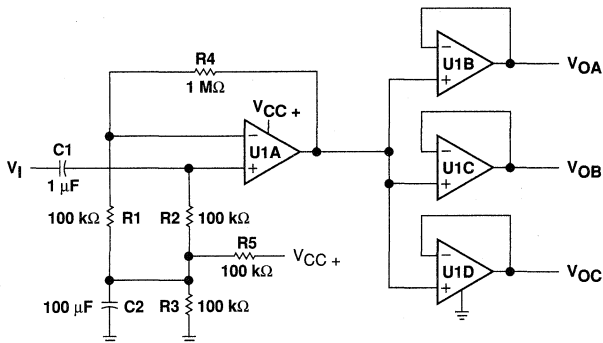 R4
1 MΩ
VCC +
−
+
U1A
VI
C1
1 μF
100 kΩ
R1
R2
100 kΩ
R5
100 kΩ
VCC +
100 μF
C2
R3
100 kΩ
−
+
U1B
VOA
−
+
U1C
VOB
−
+
U1D
VOC